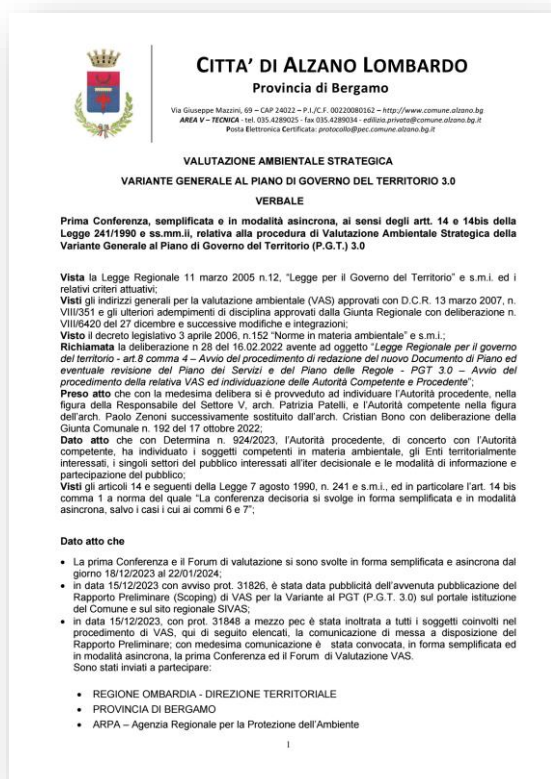 CITTA' DI ALZANO LOMBARDO
Provincia di Bergamo
Via Giuseppe Mazzini, 69 – CAP 24022 – P.I./C.F. 00220080162 – http://www.comune.alzano.bg
AREA V – TECNICA - tel. 035.4289025 - fax 035.4289034 - edilizia.privata@comune.alzano.bg.it
Posta Elettronica Certificata: protocollo@pec.comune.alzano.bg.it
VALUTAZIONE AMBIENTALE STRATEGICA
VARIANTE GENERALE AL PIANO DI GOVERNO DEL TERRITORIO 3.0
VERBALE
Prima Conferenza, semplificata e in modalità asincrona, ai sensi degli artt. 14 e 14bis della
Legge 241/1990 e ss.mm.ii, relativa alla procedura di Valutazione Ambientale Strategica della
Variante Generale al Piano di Governo del Territorio (P.G.T.) 3.0
Vista la Legge Regionale 11 marzo 2005 n.12, "Legge per il Governo del Territorio" e s.m.i. ed i
relativi criteri attuativi;
Visti gli indirizzi generali per la valutazione ambientale (VAS) approvati con D.C.R. 13 marzo 2007, n.
VIII/351 e gli ulteriori adempimenti di disciplina approvati dalla Giunta Regionale con deliberazione n.
VIII/6420 del 27 dicembre e successive modifiche e integrazioni;
Visto il decreto legislativo 3 aprile 2006, n.152 "Norme in materia ambientale" e s.m.i.;
Richiamata la deliberazione n 28 del 16.02.2022 avente ad oggetto "Legge Regionale per il governo
del territorio - art.8 comma 4 – Avvio del procedimento di redazione del nuovo Documento di Piano ed
eventuale revisione del Piano dei Servizi e del Piano delle Regole - PGT 3.0 – Avvio del
procedimento della relativa VAS ed individuazione delle Autorità Competente e Procedente";
Preso atto che con la medesima delibera si è provveduto ad individuare l'Autorità procedente, nella
figura della Responsabile del Settore V, arch. Patrizia Patelli, e l'Autorità competente nella figura
dell'arch. Paolo Zenoni successivamente sostituito dall'arch. Cristian Bono con deliberazione della
Giunta Comunale n. 192 del 17 ottobre 2022;
Dato atto che con Determina n. 924/2023, l'Autorità procedente, di concerto con l'Autorità
competente, ha individuato i soggetti competenti in materia ambientale, gli Enti territorialmente
interessati, i singoli settori del pubblico interessati all'iter decisionale e le modalità di informazione e
partecipazione del pubblico;
Visti gli articoli 14 e seguenti della Legge 7 agosto 1990, n. 241 e s.m.i., ed in particolare l'art. 14 bis
comma 1 a norma del quale "La conferenza decisoria si svolge in forma semplificata e in modalità
asincrona, salvo i casi i cui ai commi 6 e 7";
Dato atto che
• La prima Conferenza e il Forum di valutazione si sono svolte in forma semplificata e asincrona dal
giorno 18/12/2023 al 22/01/2024;
• in data 15/12/2023 con avviso prot. 31826, è stata data pubblicità dell'avvenuta pubblicazione del
Rapporto Preliminare (Scoping) di VAS per la Variante al PGT (P.G.T. 3.0) sul portale istituzione
del Comune e sul sito regionale SIVAS;
• in data 15/12/2023, con prot. 31848 a mezzo pec è stata inoltrata a tutti i soggetti coinvolti nel
procedimento di VAS, qui di seguito elencati, la comunicazione di messa a disposizione del
Rapporto Preliminare; con medesima comunicazione è stata convocata, in forma semplificata ed
in modalità asincrona, la prima Conferenza ed il Forum di Valutazione VAS.
Sono stati inviati a partecipare:
• REGIONE OMBARDIA - DIREZIONE TERRITORIALE
• PROVINCIA DI BERGAMO
• ARPA – Agenzia Regionale per la Protezione dell'Ambiente
1